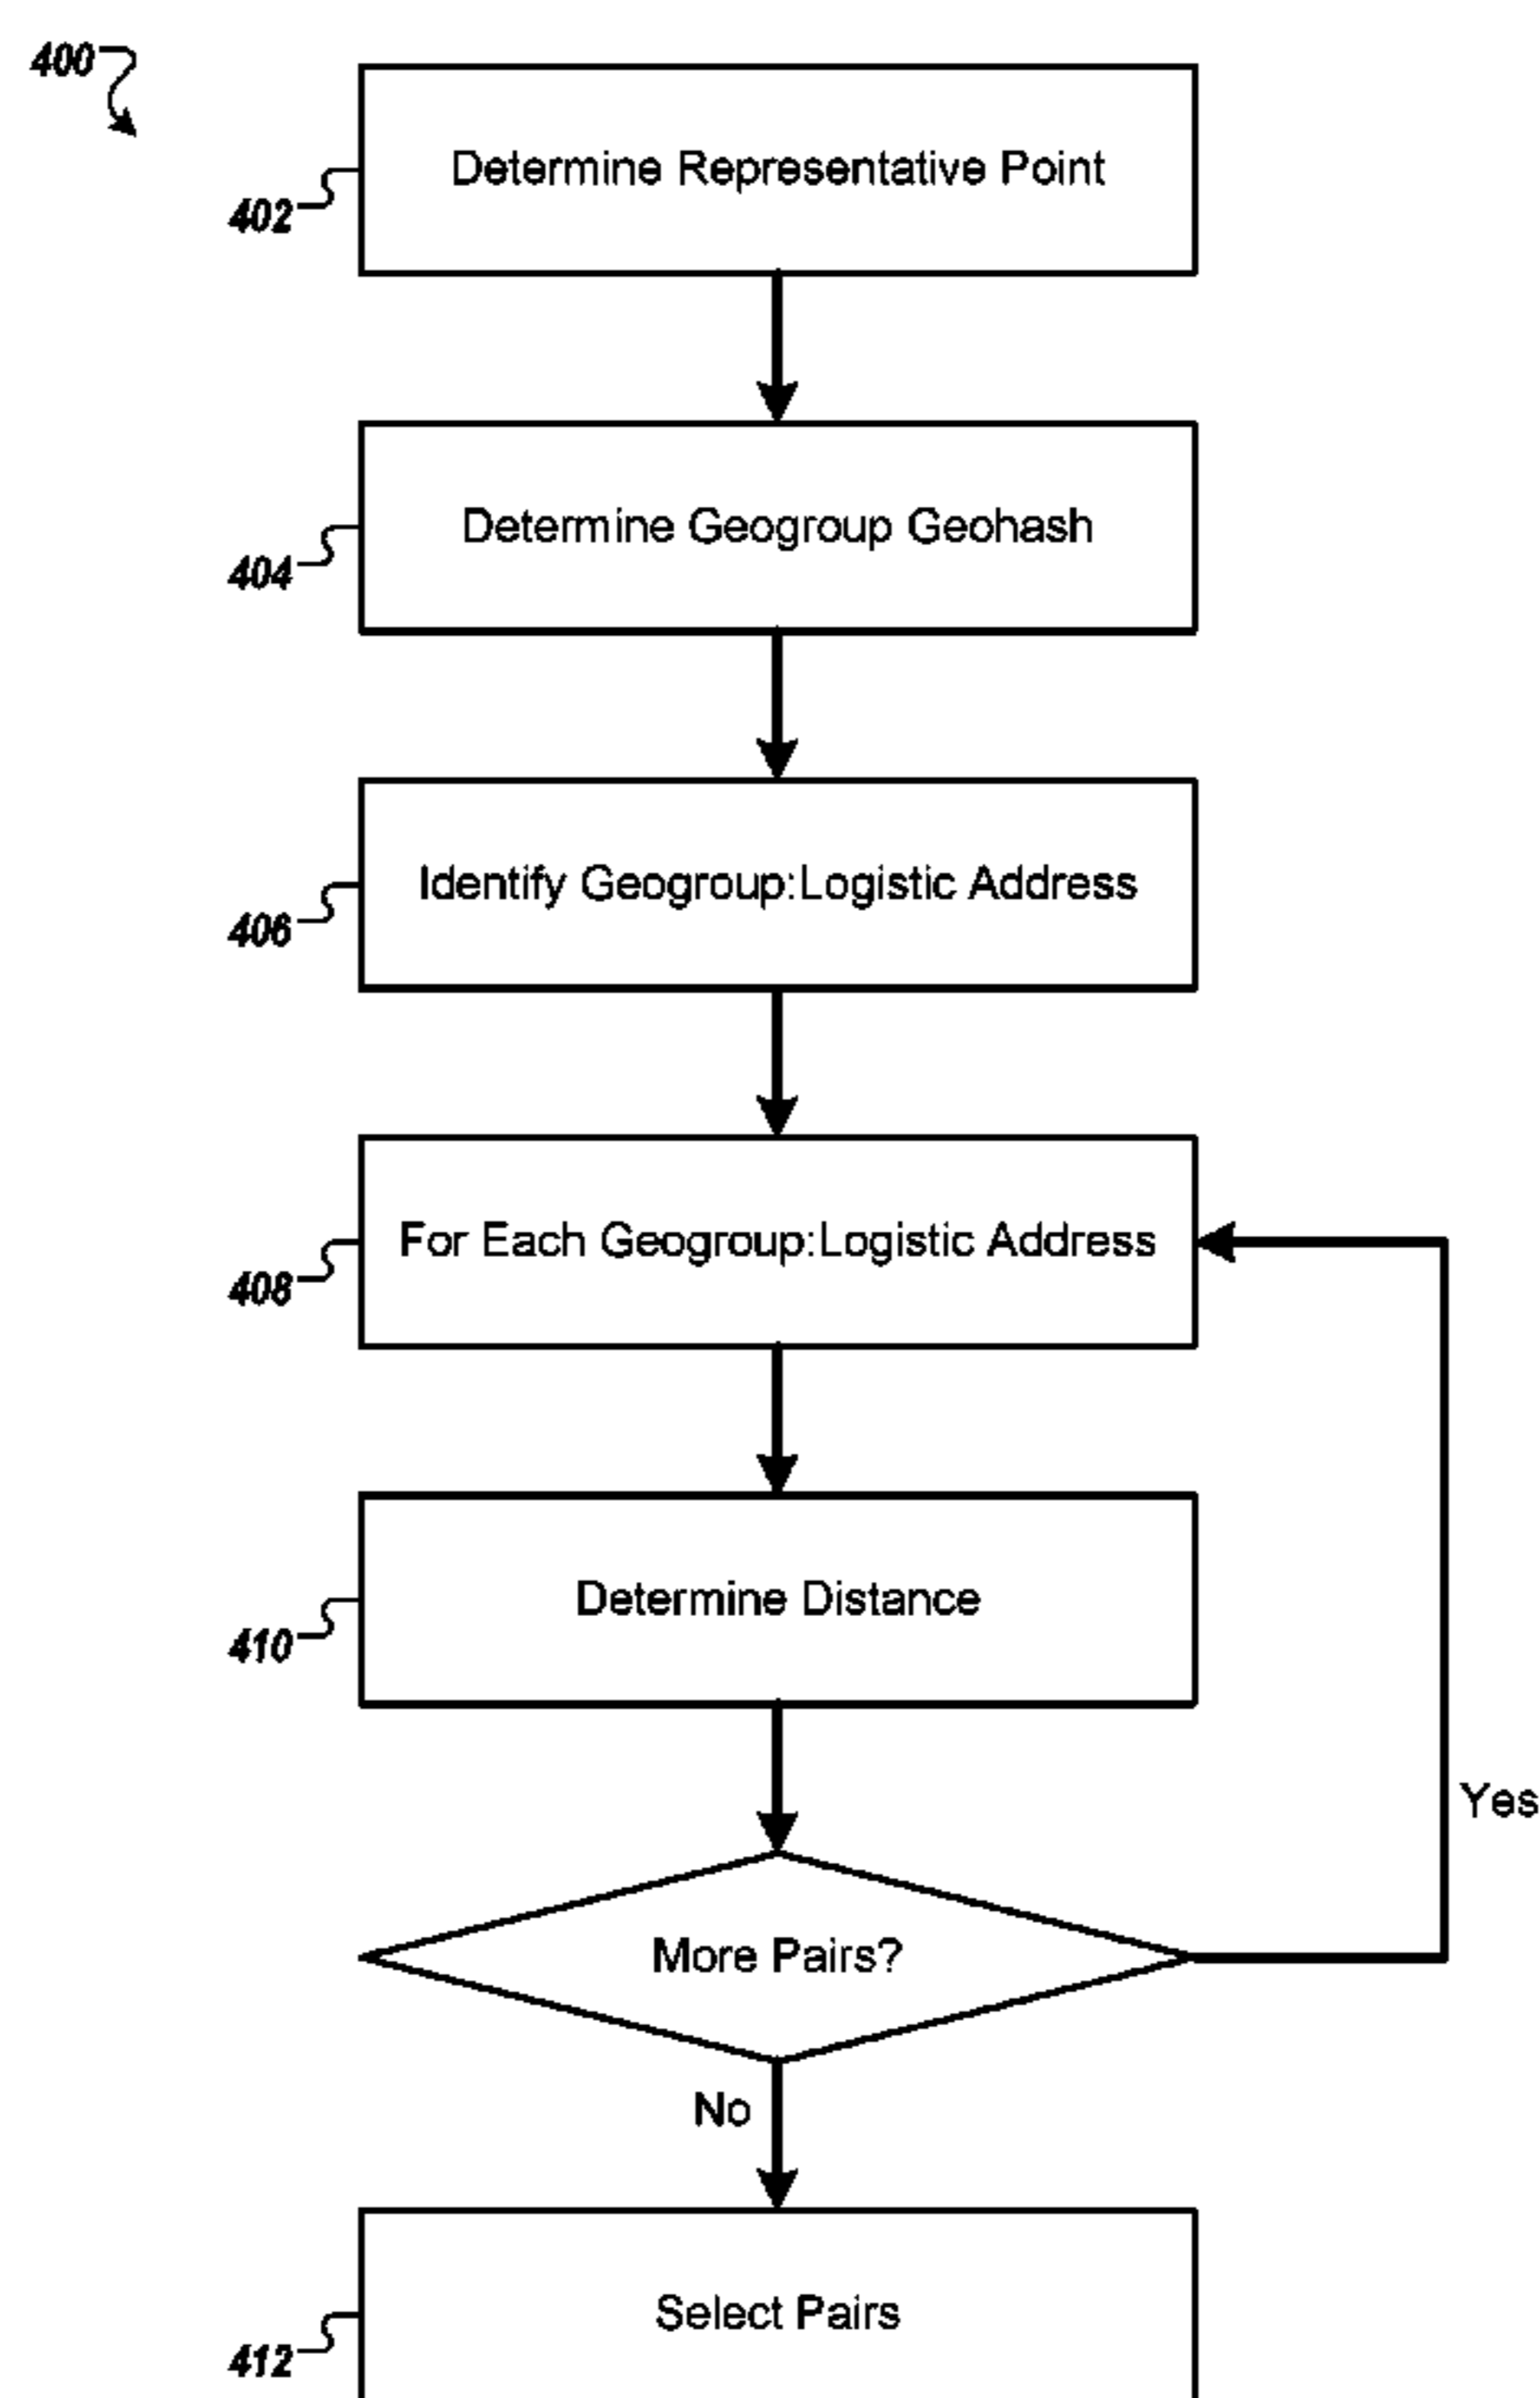 400
Determine Representative Point
402
Determine Geogroup Geohash
404
Identify Geogroup:Logistic Address
406
For Each Geogroup:Logistic Address
408
Determine Distance
410
Yes
More Pairs?
No
Select Pairs
412